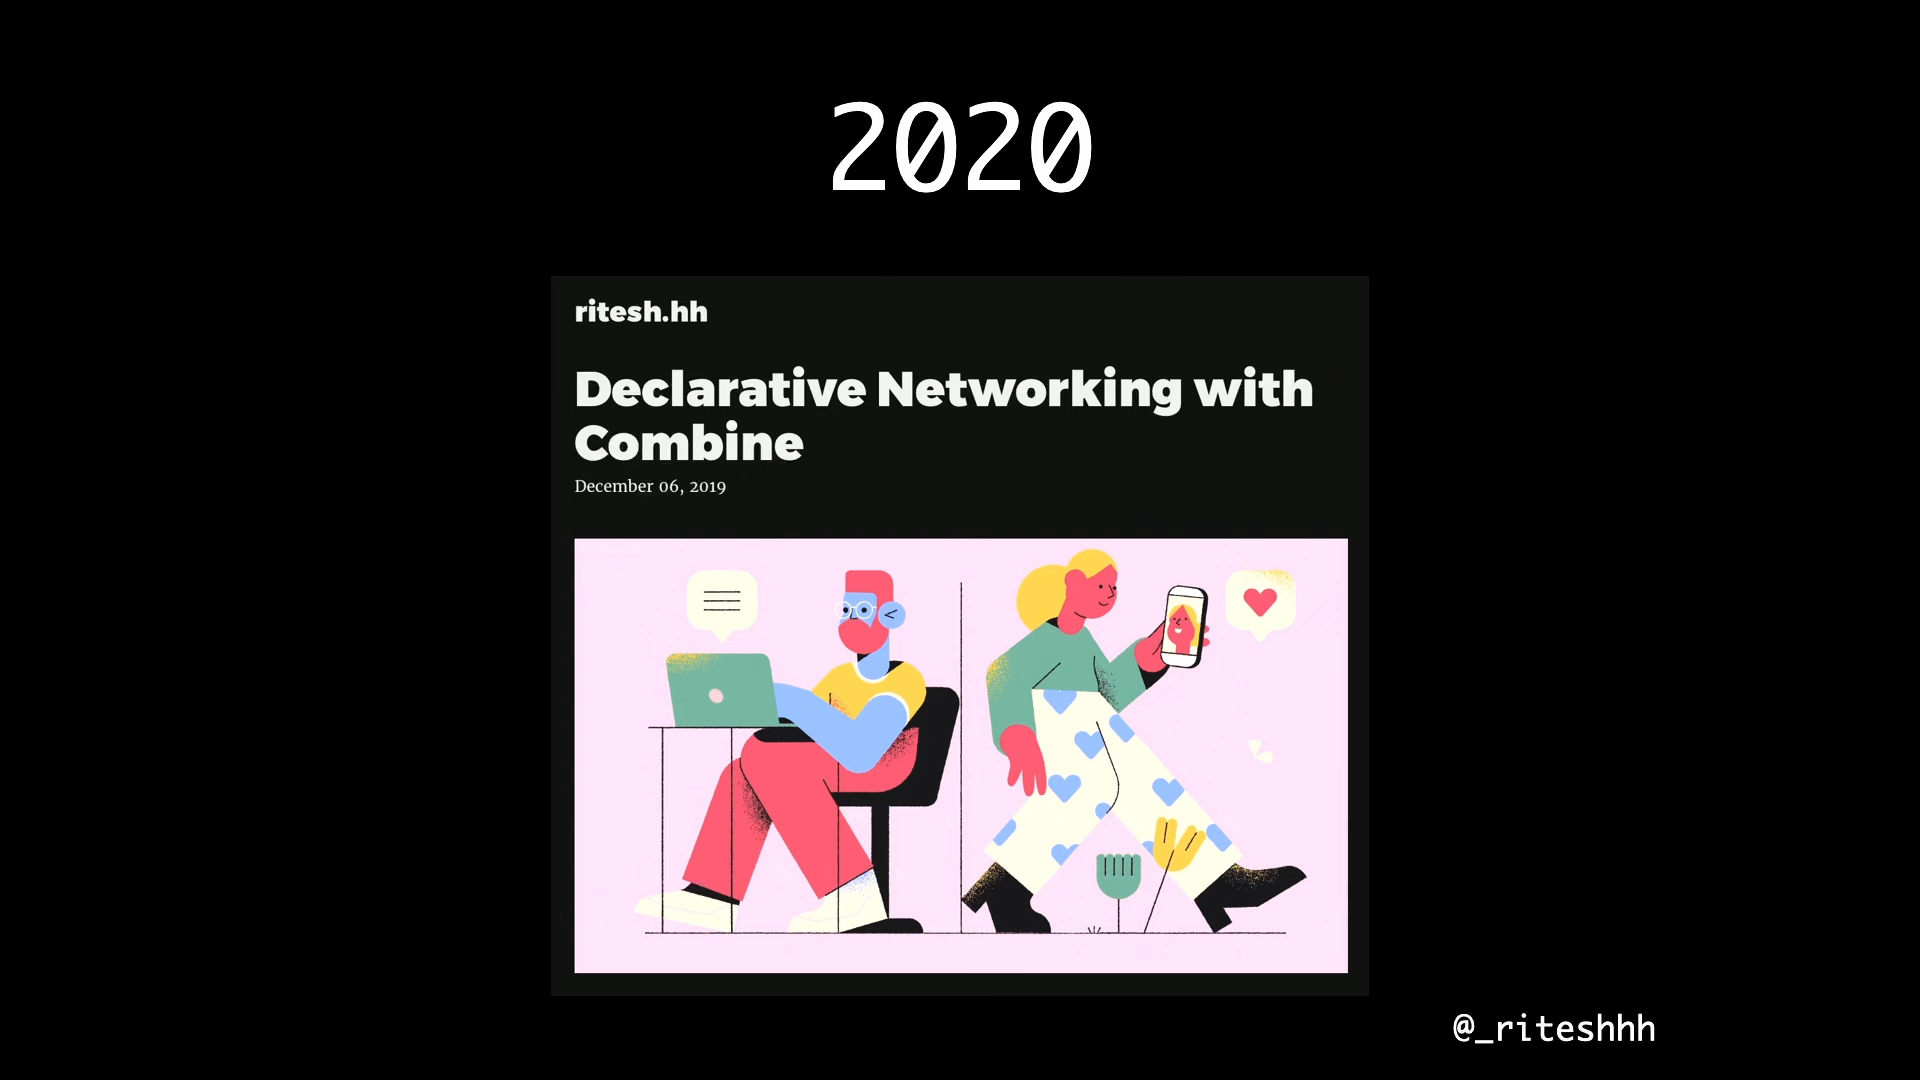 2020
ritesh.hh
Declarative Networking with
Combine
December 06, 2019
@_riteshhh